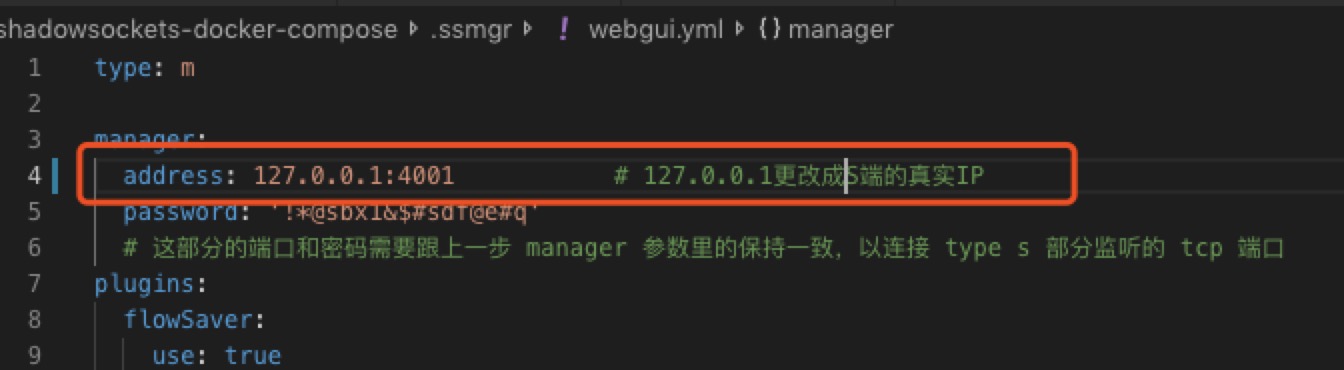 shadowsockets-docker-compose .ssmgr ! webgui.yml {} manager
1 type: m
2
3 manager:
4 address: 127.0.0.1:4001 # 127.0.0.1更改成S端的真实IP
5 password: '!*@sbx1&$#sdf@e#q'
6 # 这部分的端口和密码需要跟上一步 manager 参数里的保持一致，以连接 type s 部分监听的 tcp 端口
7 plugins:
8 flowSaver:
9 use: true